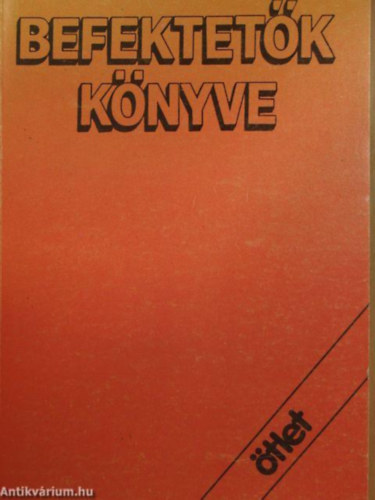 BEFEKTETŐK
KÖNYVE
ötlet
Antikvárium.hu